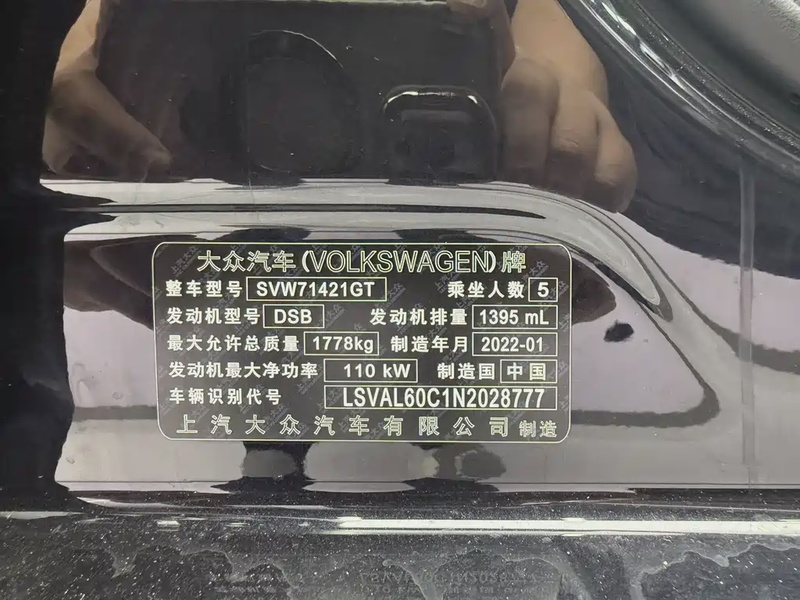 大众汽车(VOLKSWAGEN)牌
整车型号 SVW71421GT 乘坐人数 5
发动机型号 DSB 发动机排量 1395 mL
最大允许总质量 1778kg 制造年月 2022-01
发动机最大净功率 110 kW 制造国 中国
车辆识别代号 LSVAL60C1N2028777
上汽大众汽车有限公司 制造